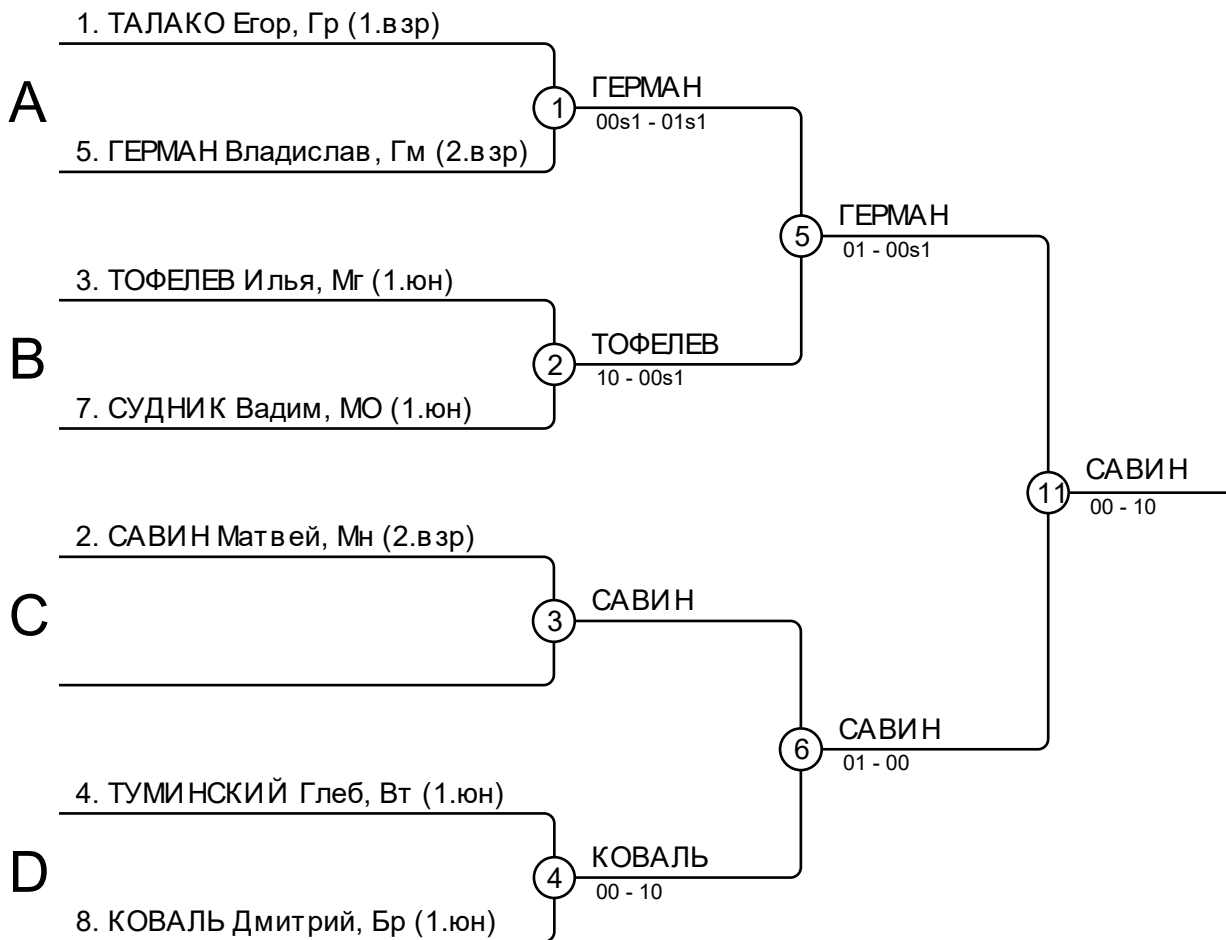 1. ТАЛАКО Егор, Гр (1.взр)
A
1
ГЕРМАН
00s1 - 01s1
5. ГЕРМАН Владислав, Гм (2.взр)
5
ГЕРМАН
01 - 00s1
3. ТОФЕЛЕВ Илья, Мг (1.юн)
B
2
ТОФЕЛЕВ
10 - 00s1
7. СУДНИК Вадим, МО (1.юн)
11
САВИН
00 - 10
2. САВИН Матвей, Мн (2.взр)
C
3
САВИН
6
САВИН
01 - 00
4. ТУМИНСКИЙ Глеб, Вт (1.юн)
D
4
КОВАЛЬ
00 - 10
8. КОВАЛЬ Дмитрий, Бр (1.юн)